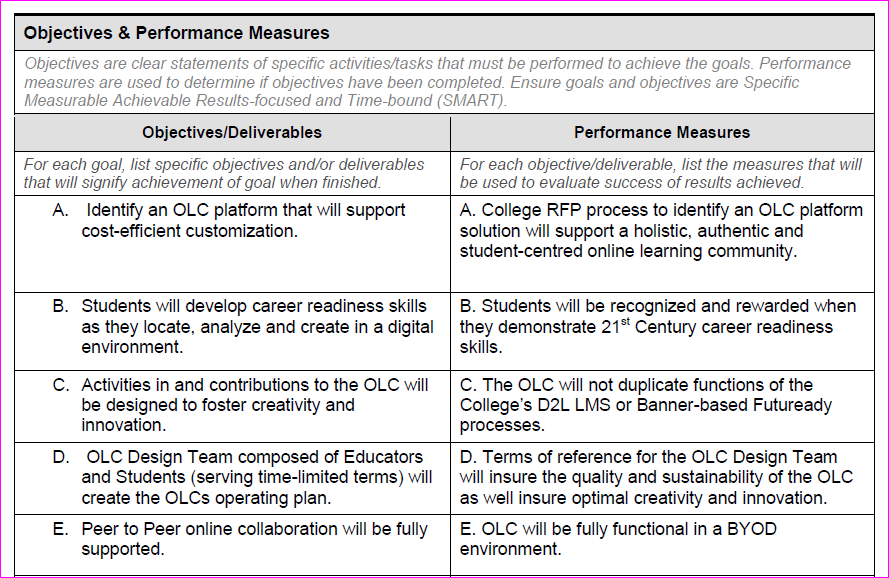 Objectives & Performance Measures
Objectives are clear statements of specific activities/tasks that must be performed to achieve the goals. Performance
measures are used to determine if objectives have been completed. Ensure goals and objectives are Specific
Measurable Achievable Results-focused and Time-bound (SMART).
Objectives/Deliverables
Performance Measures
For each goal, list specific objectives and/or deliverables
that will signify achievement of goal when finished.
For each objective/deliverable, list the measures that will
be used to evaluate success of results achieved.
A. Identify an OLC platform that will support
cost-efficient customization.
A. College RFP process to identify an OLC platform
solution will support a holistic, authentic and
student-centred online learning community.
B. Students will develop career readiness skills
as they locate, analyze and create in a digital
environment.
B. Students will be recognized and rewarded when
they demonstrate 21st Century career readiness
skills.
C. Activities in and contributions to the OLC will
be designed to foster creativity and
innovation.
C. The OLC will not duplicate functions of the
College's D2L LMS or Banner-based Futuready
processes.
D. OLC Design Team composed of Educators
and Students (serving time-limited terms) will
create the OLCs operating plan.
D. Terms of reference for the OLC Design Team
will insure the quality and sustainability of the OLC
as well insure optimal creativity and innovation.
E. Peer to Peer online collaboration will be fully
supported.
E. OLC will be fully functional in a BYOD
environment.